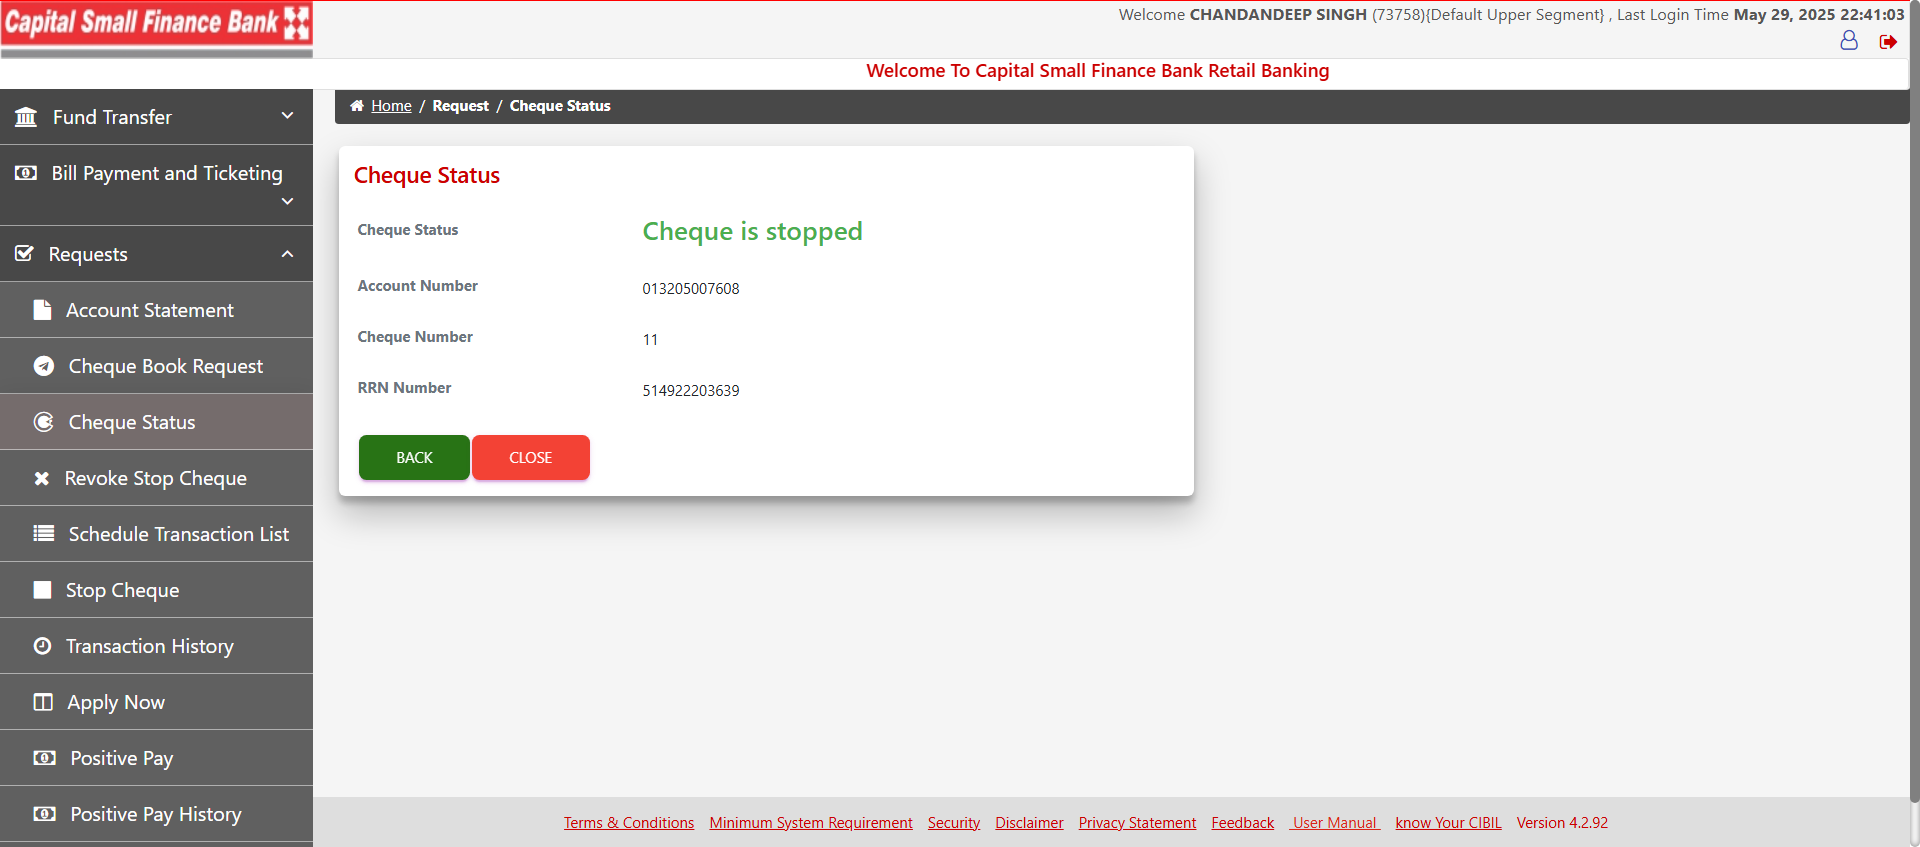 Capital Small Finance Bank
Welcome CHANDANDEEP SINGH (73758){Default Upper Segment} , Last Login Time May 29, 2025 22:41:03
Welcome To Capital Small Finance Bank Retail Banking
Fund Transfer
Bill Payment and Ticketing
Requests
Account Statement
Cheque Book Request
Cheque Status
Revoke Stop Cheque
Schedule Transaction List
Stop Cheque
Transaction History
Apply Now
Positive Pay
Positive Pay History
Home / Request / Cheque Status
Cheque Status
Cheque Status Cheque is stopped
Account Number 013205007608
Cheque Number 11
RRN Number 514922203639
BACK CLOSE
Terms & Conditions Minimum System Requirement Security Disclaimer Privacy Statement Feedback User Manual know Your CIBIL Version 4.2.92